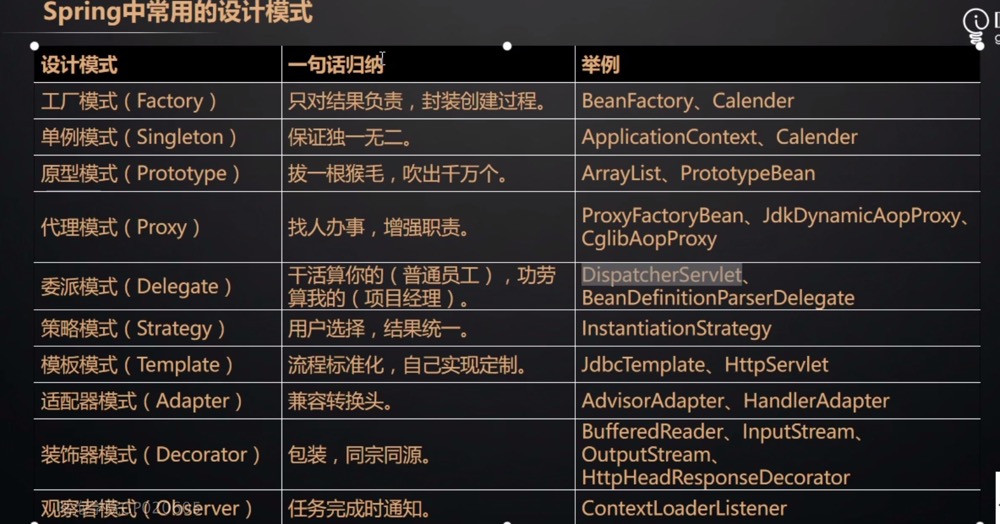 Spring中常用的设计模式
设计模式 一句话归纳 举例
工厂模式（Factory） 只对结果负责，封装创建过程。 BeanFactory、Calender
单例模式（Singleton） 保证独一无二。 ApplicationContext、Calender
原型模式（Prototype） 拔一根猴毛，吹出千万个。 ArrayList、PrototypeBean
代理模式（Proxy） 找人办事，增强职责。 ProxyFactoryBean、JdkDynamicAopProxy、
CglibAopProxy
委派模式（Delegate） 干活算你的（普通员工），功劳
算我的（项目经理）。 DispatcherServlet、
BeanDefinitionParserDelegate
策略模式（Strategy） 用户选择，结果统一。 InstantiationStrategy
模板模式（Template） 流程标准化，自己实现定制。 JdbcTemplate、HttpServlet
适配器模式（Adapter） 兼容转换头。 AdvisorAdapter、HandlerAdapter
装饰器模式（Decorator） 包装，同宗同源。 BufferedReader、InputStream、
OutputStream、
HttpHeadResponseDecorator
观察者模式（Observer） 任务完成时通知。 ContextLoaderListener